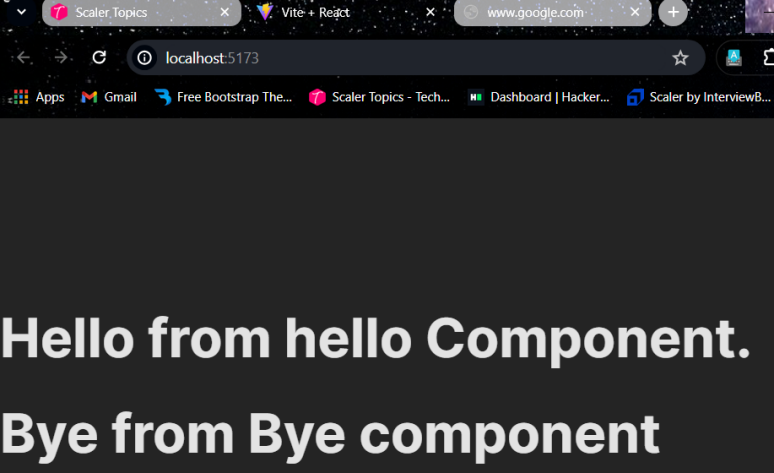 Scaler Topics Vite + React www.google.com
localhost:5173
Apps Gmail Free Bootstrap The... Scaler Topics - Tech... Dashboard | Hacker... Scaler by InterviewB...
Hello from hello Component.
Bye from Bye component